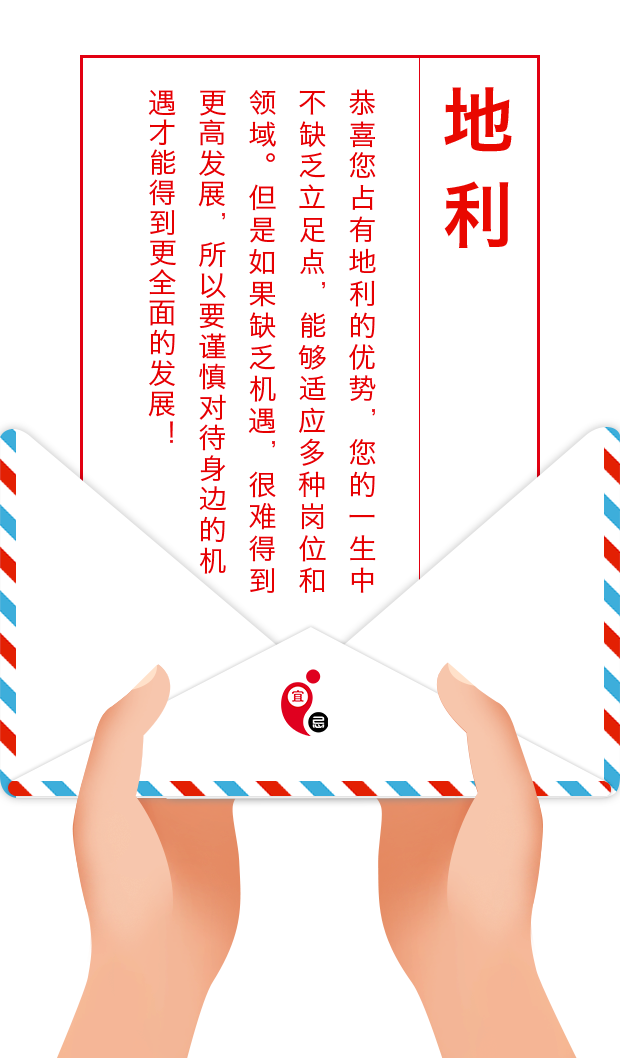 地利
恭喜您占有地利的优势，您的一生中
不缺乏立足点，能够适应多种岗位和
领域。但是如果缺乏机遇，很难得到
更高发展，所以要谨慎对待身边的机
遇才能得到更全面的发展！
宜
忌